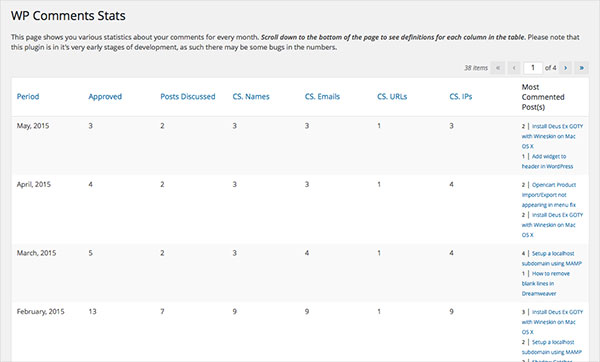 WP Comments Stats
This page shows you various statistics about your comments for every month. Scroll down to the bottom of the page to see definitions for each column in the table. Please note that
this plugin is in it's very early stages of development, as such there may be some bugs in the numbers.
38 items « ‹ 1 of 4 › »
Period Approved Posts Discussed CS. Names CS. Emails CS. URLs CS. IPs Most
Commented
Post(s)
May, 2015 3 2 3 3 1 3 2 | Install Deus Ex GOTY
with Wineskin on Mac
OS X
1 | Add widget to
header in WordPress
April, 2015 4 2 3 3 1 4 2 | Opencart Product
Import/Export not
appearing in menu fix
2 | Install Deus Ex GOTY
with Wineskin on Mac
OS X
March, 2015 5 2 3 4 1 4 4 | Setup a localhost
subdomain using MAMP
1 | How to remove
blank lines in
Dreamweaver
February, 2015 13 7 9 9 1 9 3 | Install Deus Ex GOTY
with Wineskin on Mac
OS X
2 | Setup a localhost
subdomain using MAMP